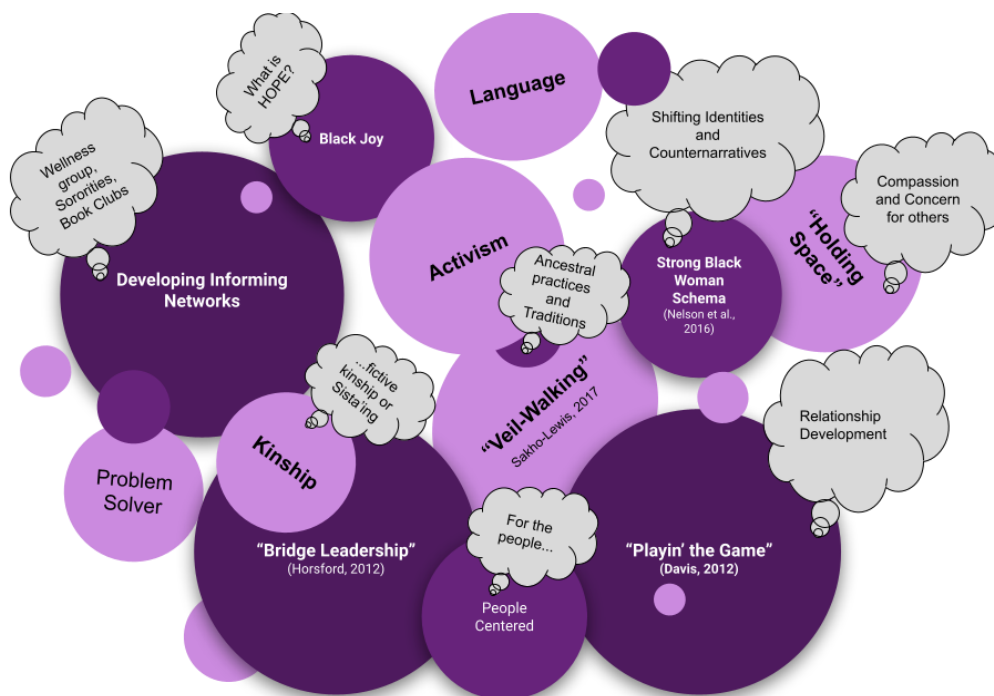 What is
HOPE?
Black Joy
Language
Shifting Identities
and
Counternarratives
Wellness
group,
Sororities,
Book Clubs
Compassion
and Concern
for others
“Holding
Space”
Activism
Developing Informing
Networks
Ancestral
practices
and
Traditions
Strong Black
Woman
Schema
(Nelson et al.,
2016)
...fictive
kinship or
Sista’ing
Kinship
“Veil-Walking”
Sakho-Lewis, 2017
Relationship
Development
Problem
Solver
For the
people...
“Bridge Leadership”
(Horsford, 2012)
“Playin’ the Game”
(Davis, 2012)
People
Centered